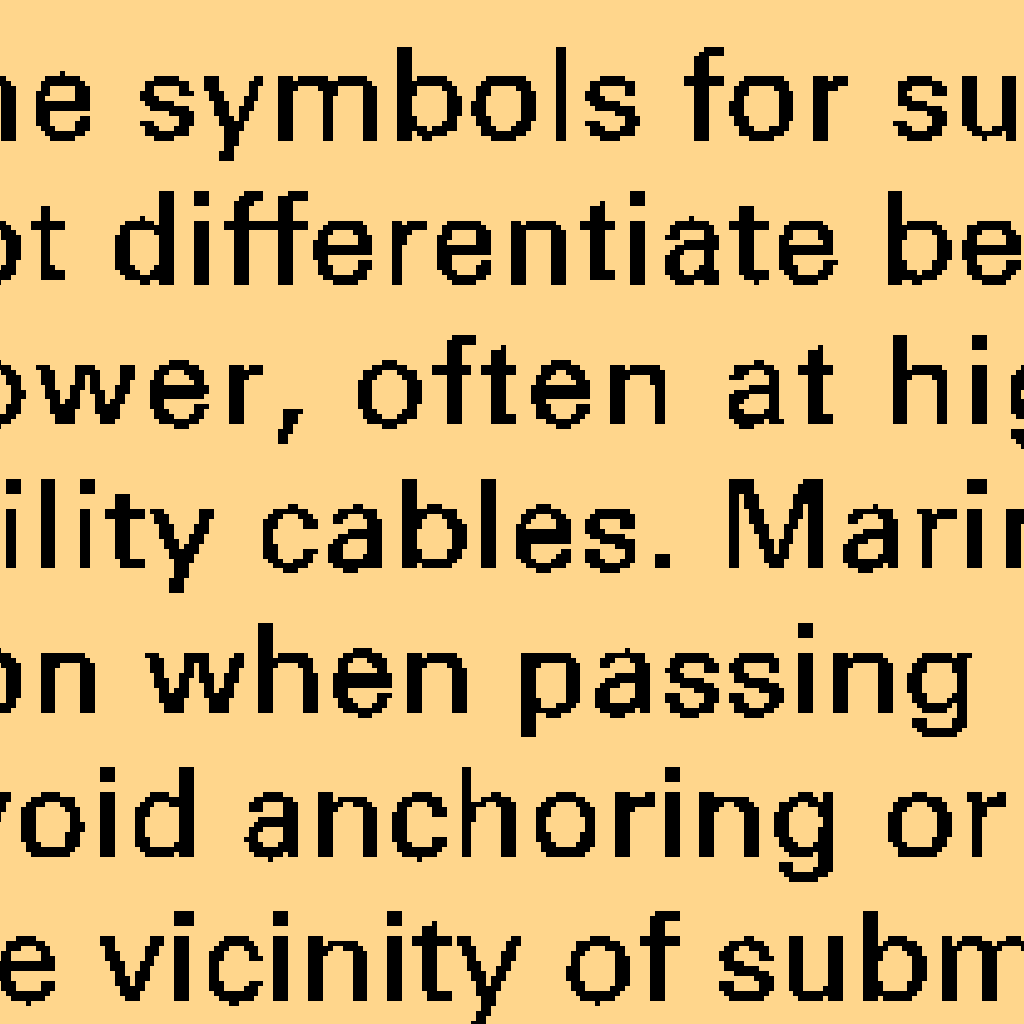 he symbols for su
ot differentiate be
ower, often at hig
ility cables. Marin
on when passing
void anchoring or
e vicinity of subm